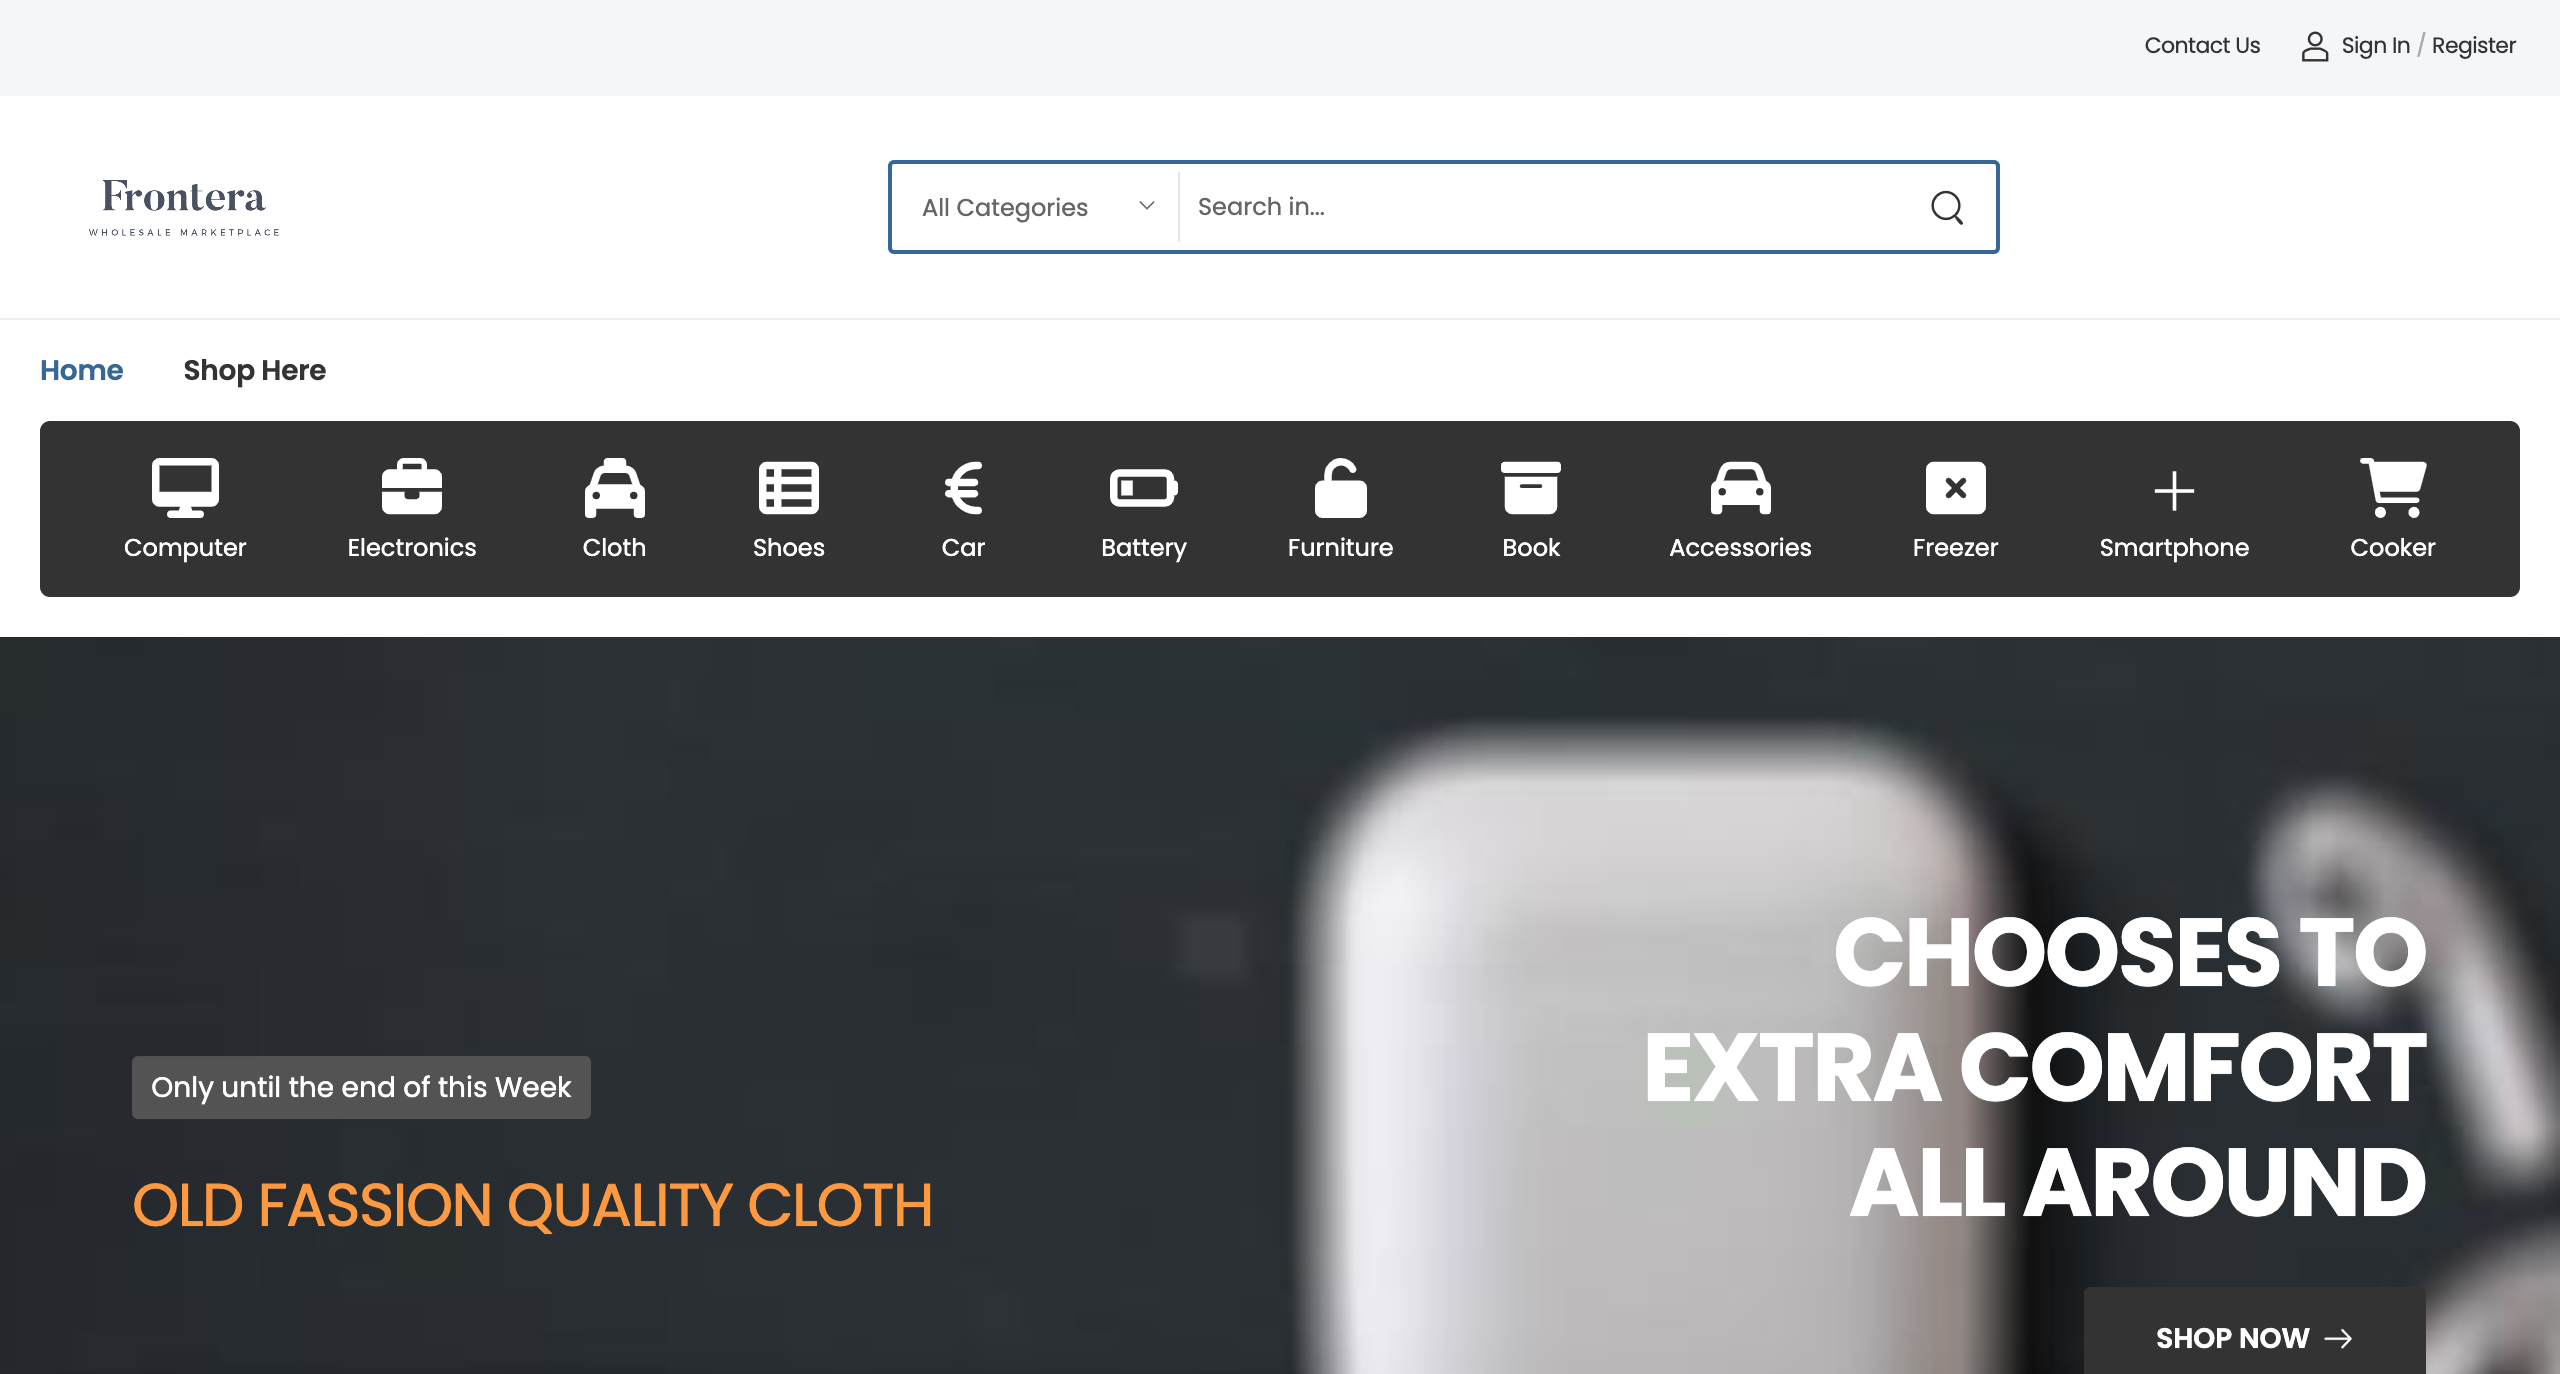 Contact Us
Sign In / Register
Frontera
WHOLESALE MARKETPLACE
All Categories
Search in...
Home
Shop Here
Computer
Electronics
Cloth
Shoes
Car
Battery
Furniture
Book
Accessories
Freezer
Smartphone
Cooker
Only until the end of this Week
OLD FASSION QUALITY CLOTH
CHOOSES TO
EXTRA COMFORT
ALL AROUND
SHOP NOW